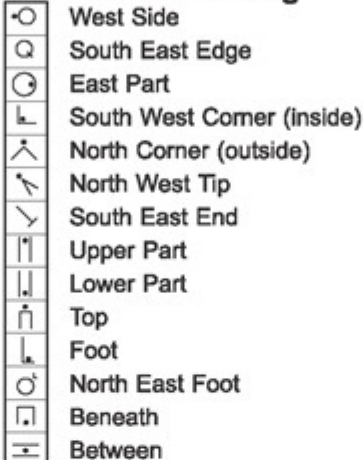 West Side
South East Edge
East Part
South West Corner (inside)
North Corner (outside)
North West Tip
South East End
Upper Part
Lower Part
Top
Foot
North East Foot
Beneath
Between